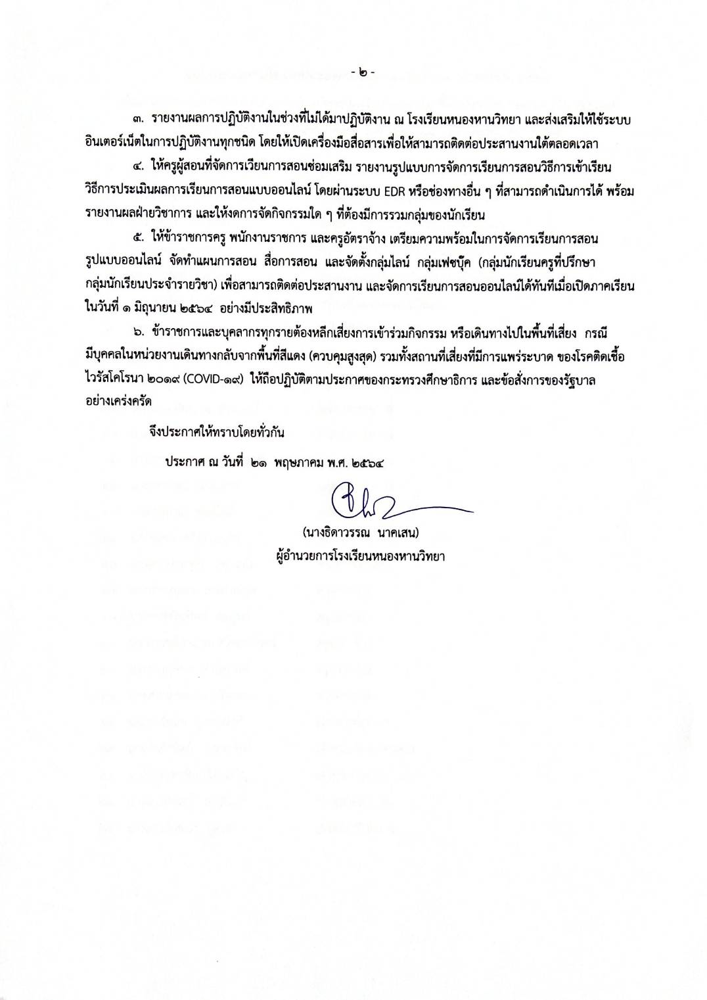 - ๒ -
๓. รายงานผลการปฏิบัติงานในช่วงที่ไม่ได้มาปฏิบัติงาน ณ โรงเรียนหนองหานวิทยา และส่งเสริมให้ใช้ระบบ
อินเตอร์เน็ตในการปฏิบัติงานทุกชนิด โดยให้เปิดเครื่องมือสื่อสารเพื่อให้สามารถติดต่อประสานงานได้ตลอดเวลา
๔. ให้ครูผู้สอนที่จัดการเรียนการสอนซ่อมเสริม รายงานรูปแบบการจัดการเรียนการสอนวิธีการเข้าเรียน
วิธีการประเมินผลการเรียนการสอนแบบออนไลน์ โดยผ่านระบบ EDR หรือช่องทางอื่น ๆ ที่สามารถดำเนินการได้ พร้อม
รายงานผลฝ่ายวิชาการ และให้งดการจัดกิจกรรมใด ๆ ที่ต้องมีการรวมกลุ่มของนักเรียน
๕. ให้ข้าราชการครู พนักงานราชการ และครูอัตราจ้าง เตรียมความพร้อมในการจัดการเรียนการสอน
รูปแบบออนไลน์ จัดทำแผนการสอน สื่อการสอน และจัดตั้งกลุ่มไลน์ กลุ่มเฟซบุ๊ค (กลุ่มนักเรียนครูที่ปรึกษา
กลุ่มนักเรียนประจำรายวิชา) เพื่อสามารถติดต่อประสานงาน และจัดการเรียนการสอนออนไลน์ได้ทันทีเมื่อเปิดภาคเรียน
ในวันที่ ๑ มิถุนายน ๒๕๖๔ อย่างมีประสิทธิภาพ
๖. ข้าราชการและบุคลากรทุกรายต้องหลีกเสี่ยงการเข้าร่วมกิจกรรม หรือเดินทางไปในพื้นที่เสี่ยง กรณี
มีบุคคลในหน่วยงานเดินทางกลับจากพื้นที่สีแดง (ควบคุมสูงสุด) รวมทั้งสถานที่เสี่ยงที่มีการแพร่ระบาด ของโรคติดเชื้อ
ไวรัสโคโรนา ๒๐๑๙ (COVID-๑๙) ให้ถือปฏิบัติตามประกาศของกระทรวงศึกษาธิการ และข้อสั่งการของรัฐบาล
อย่างเคร่งครัด
จึงประกาศให้ทราบโดยทั่วกัน
ประกาศ ณ วันที่ ๒๑ พฤษภาคม พ.ศ. ๒๕๖๔
(นางธิดาวรรณ นาคเสน)
ผู้อำนวยการโรงเรียนหนองหานวิทยา